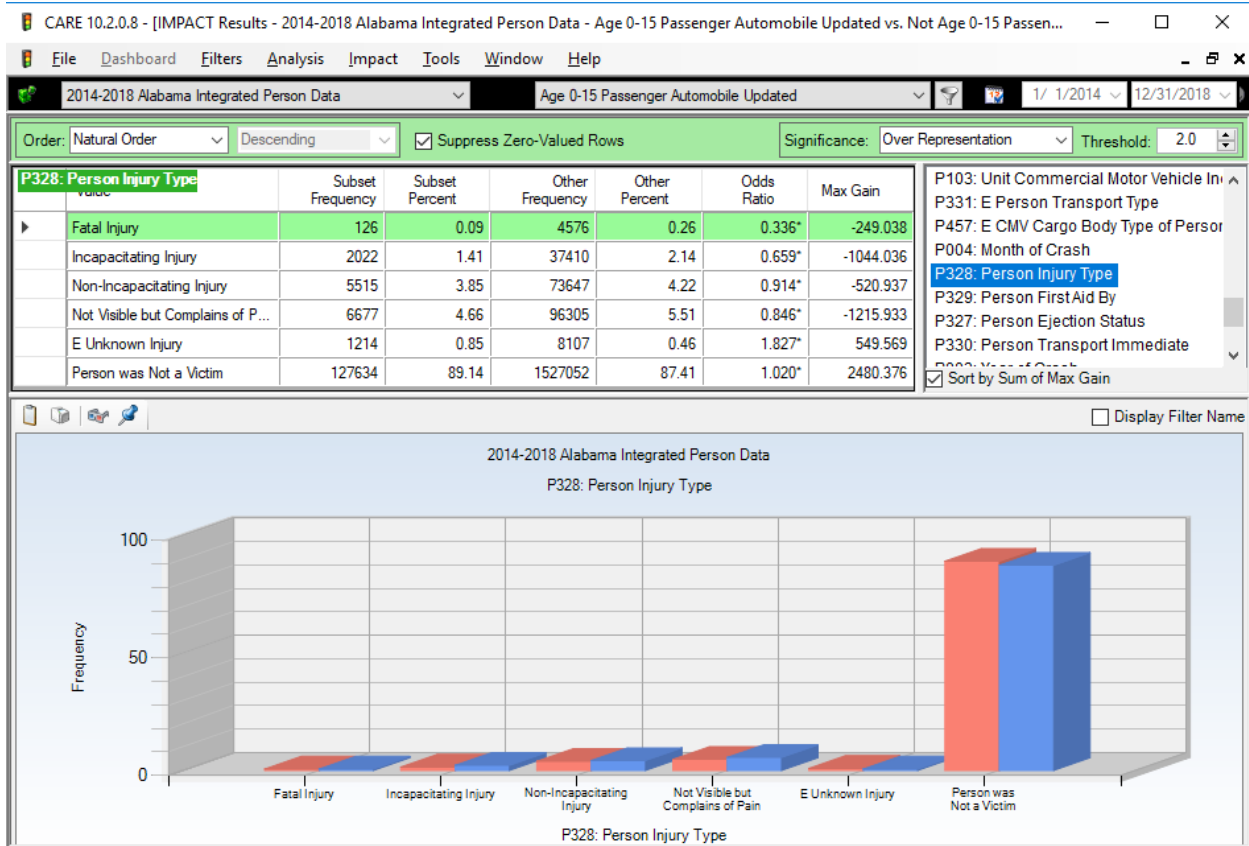 CARE 10.2.0.8 - [IMPACT Results - 2014-2018 Alabama Integrated Person Data - Age 0-15 Passenger Automobile Updated vs. Not Age 0-15 Passen...
File Dashboard Filters Analysis Impact Tools Window Help
2014-2018 Alabama Integrated Person Data Age 0-15 Passenger Automobile Updated 1/ 1/2014 12/31/2018
Order: Natural Order Descending Suppress Zero-Valued Rows Significance: Over Representation Threshold: 2.0
P328: Person Injury Type
Value Subset Frequency Subset Percent Other Frequency Other Percent Odds Ratio Max Gain
Fatal Injury 126 0.09 4576 0.26 0.336* -249.038
Incapacitating Injury 2022 1.41 37410 2.14 0.659* -1044.036
Non-Incapacitating Injury 5515 3.85 73647 4.22 0.914* -520.937
Not Visible but Complains of P... 6677 4.66 96305 5.51 0.846* -1215.933
E Unknown Injury 1214 0.85 8107 0.46 1.827* 549.569
Person was Not a Victim 127634 89.14 1527052 87.41 1.020* 2480.376
P103: Unit Commercial Motor Vehicle In
P331: E Person Transport Type
P457: E CMV Cargo Body Type of Person
P004: Month of Crash
P328: Person Injury Type
P329: Person First Aid By
P327: Person Ejection Status
P330: Person Transport Immediate
Sort by Sum of Max Gain
Display Filter Name
2014-2018 Alabama Integrated Person Data
P328: Person Injury Type
100
50
0
Frequency
Fatal Injury
Incapacitating Injury
Non-Incapacitating
Injury
Not Visible but
Complains of Pain
E Unknown Injury
Person was
Not a Victim
P328: Person Injury Type